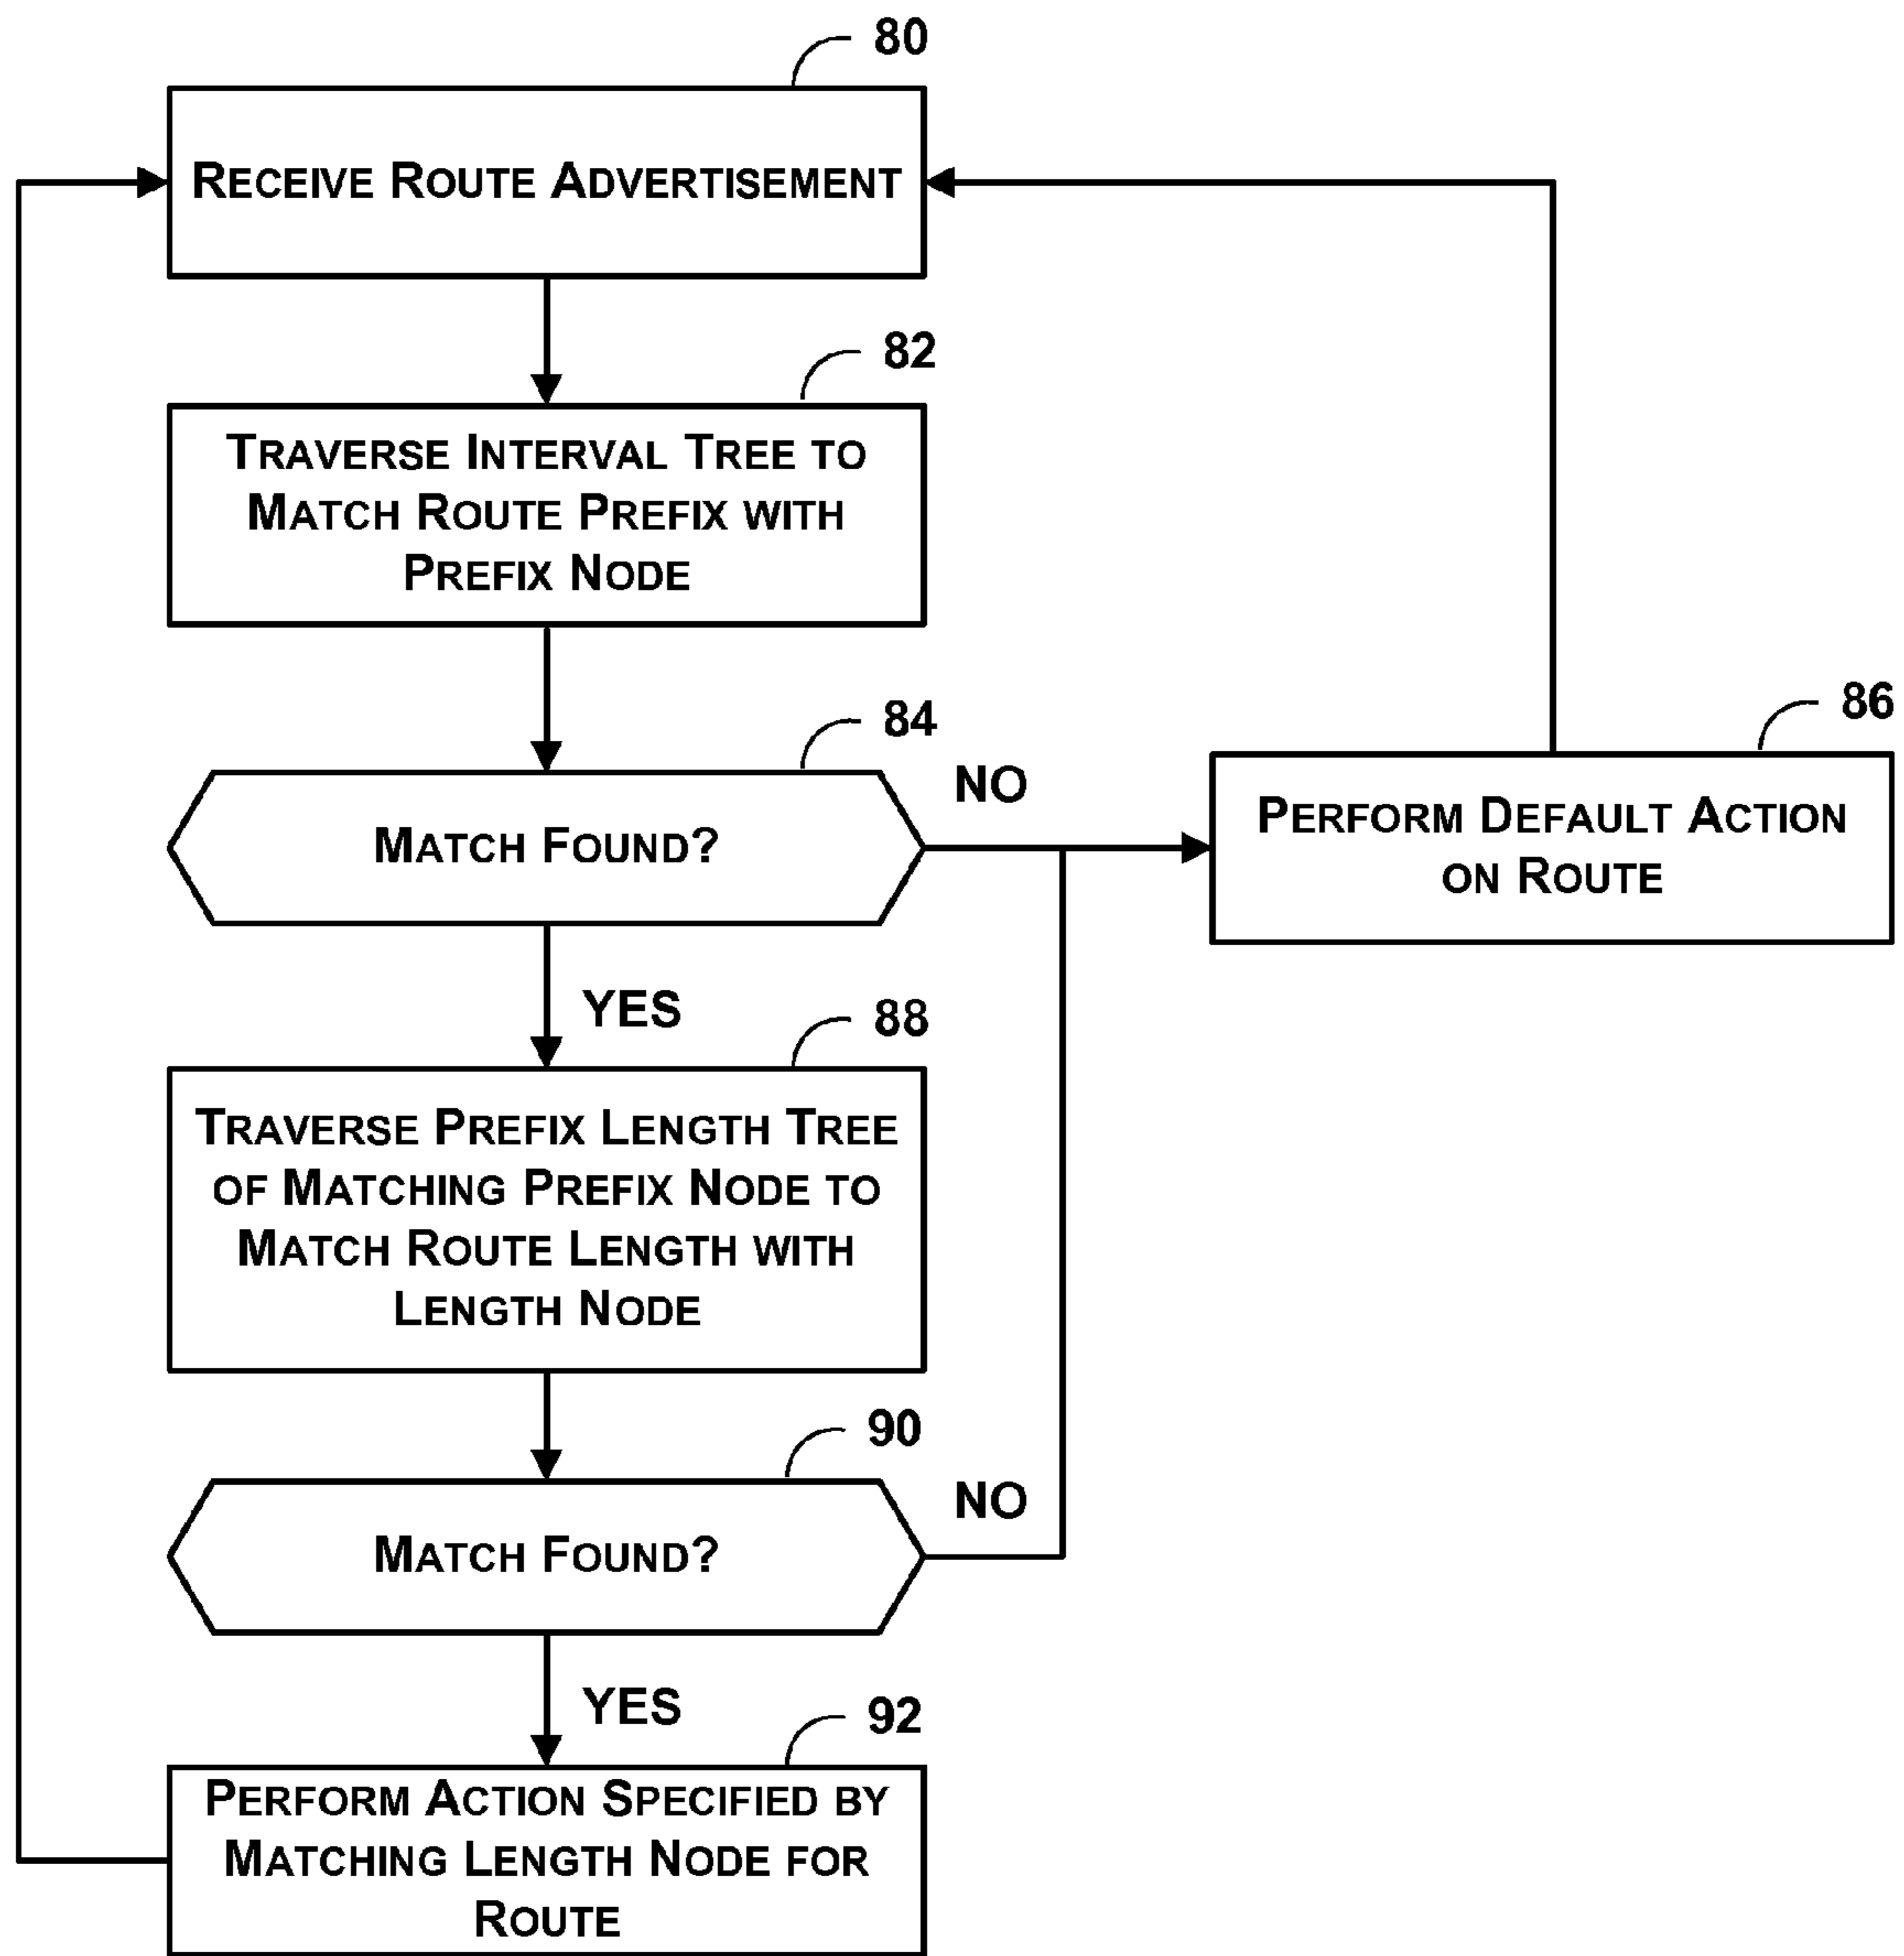 80
RECEIVE ROUTE ADVERTISEMENT
82
TRAVERSE INTERVAL TREE TO
MATCH ROUTE PREFIX WITH
PREFIX NODE
84
MATCH FOUND?
NO
86
PERFORM DEFAULT ACTION
ON ROUTE
YES
88
TRAVERSE PREFIX LENGTH TREE
OF MATCHING PREFIX NODE TO
MATCH ROUTE LENGTH WITH
LENGTH NODE
90
MATCH FOUND?
NO
YES
92
PERFORM ACTION SPECIFIED BY
MATCHING LENGTH NODE FOR
ROUTE